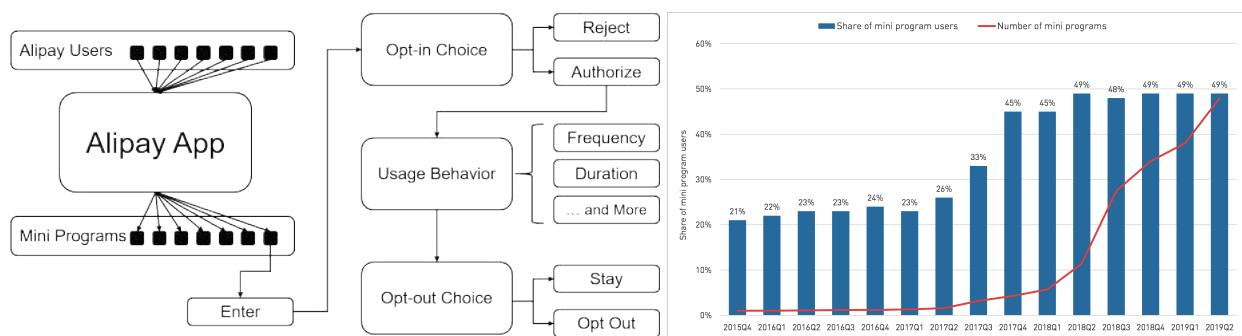 Alipay Users
Alipay App
Mini Programs
Enter
Opt-in Choice
Reject
Authorize
Usage Behavior
Frequency
Duration
... and More
Opt-out Choice
Stay
Opt Out
Share of mini program users
Number of mini programs
Share of mini program users
60%
50%
40%
30%
20%
10%
0%
21%
22%
23%
23%
24%
23%
26%
33%
45%
45%
49%
48%
49%
49%
49%
2015Q4
2016Q1
2016Q2
2016Q3
2016Q4
2017Q1
2017Q2
2017Q3
2017Q4
2018Q1
2018Q2
2018Q3
2018Q4
2019Q1
2019Q2